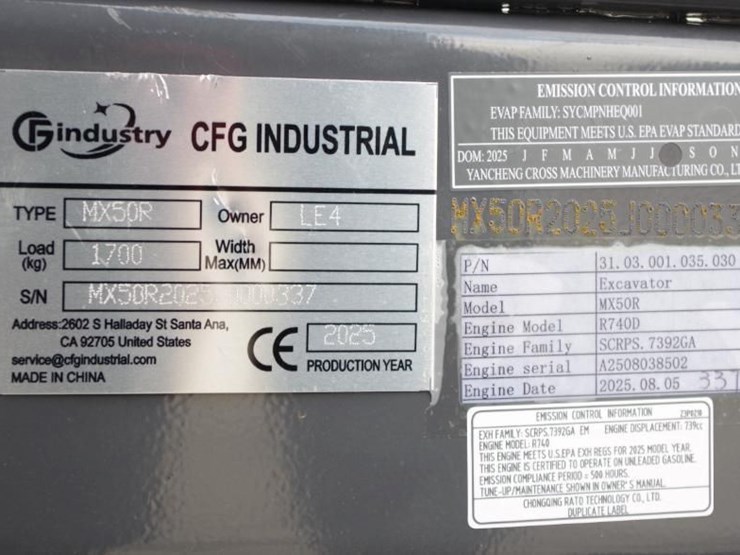 CFG industry CFG INDUSTRIAL
TYPE MX50R Owner LE4
Load (kg) 1700 Width Max(MM)
S/N MX50R2025J0000337
Address:2602 S Halladay St Santa Ana,
CA 92705 United States
service@cfgindustrial.com
MADE IN CHINA
CE 2025
PRODUCTION YEAR
EMISSION CONTROL INFORMATION
EVAP FAMILY: SYCMPNHEQ001
THIS EQUIPMENT MEETS U.S. EPA EVAP STANDARD
DOM: 2025 J F M A M J J S O N
YANCHENG CROSS MACHINERY MANUFACTURING CO., LT
MX50R2025J000033
P/N 31.03.001.035.030
Name Excavator
Model MX50R
Engine Model R740D
Engine Family SCRPS.7392GA
Engine serial A2508038502
Engine Date 2025.08.05 337
EMISSION CONTROL INFORMATION 23P0210
EXH FAMILY: SCRPS.7392GA EM ENGINE DISPLACEMENT: 739cc
ENGINE MODEL: R740
THIS ENGINE MEETS U.S.EPA EXH REGS FOR 2025 MODEL YEAR.
THIS ENGINE IS CERTIFIED TO OPERATE ON UNLEADED GASOLINE.
EMISSION COMPLIANCE PERIOD = 500 HOURS.
TUNE-UP/MAINTENANCE SHOWN IN OWNER'S MANUAL.
CHONGQING RATO TECHNOLOGY CO., LTD.
DUPLICATE LABEL